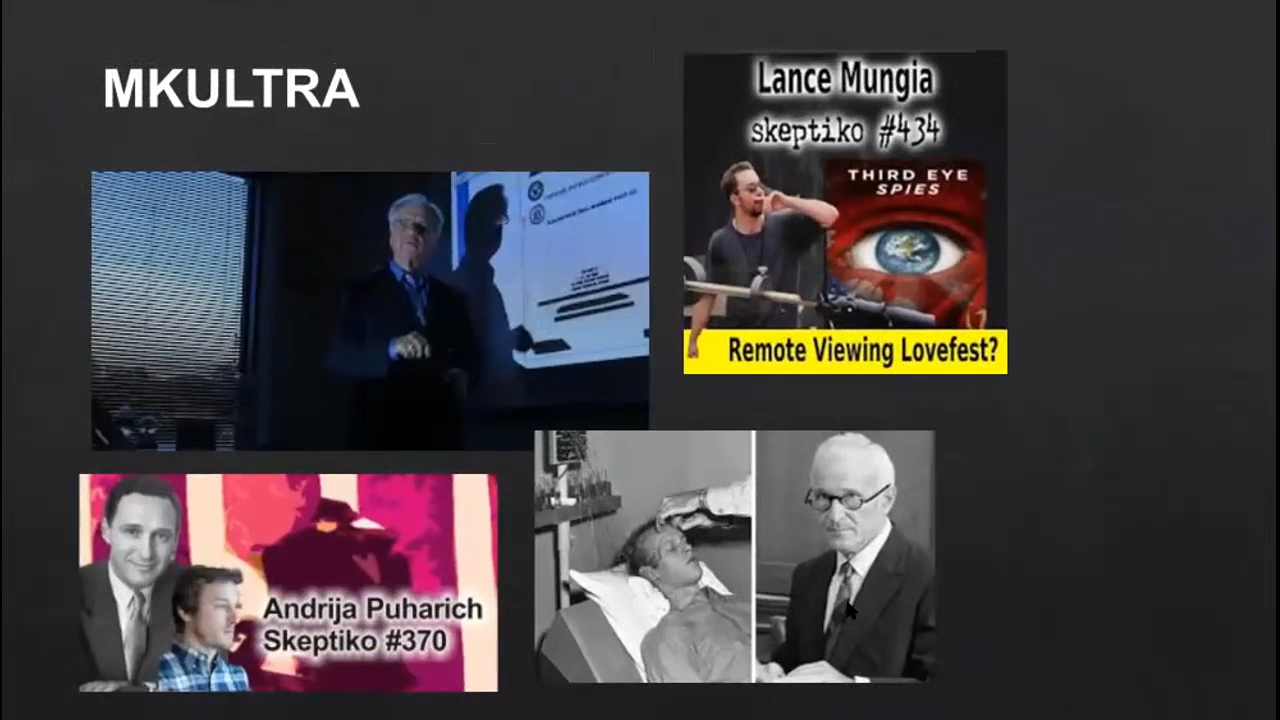 MKULTRA
Lance Mungia
skeptiko #434
THIRD EYE
SPIES
Remote Viewing Lovefest?
Andrija Puharich
Skeptiko #370